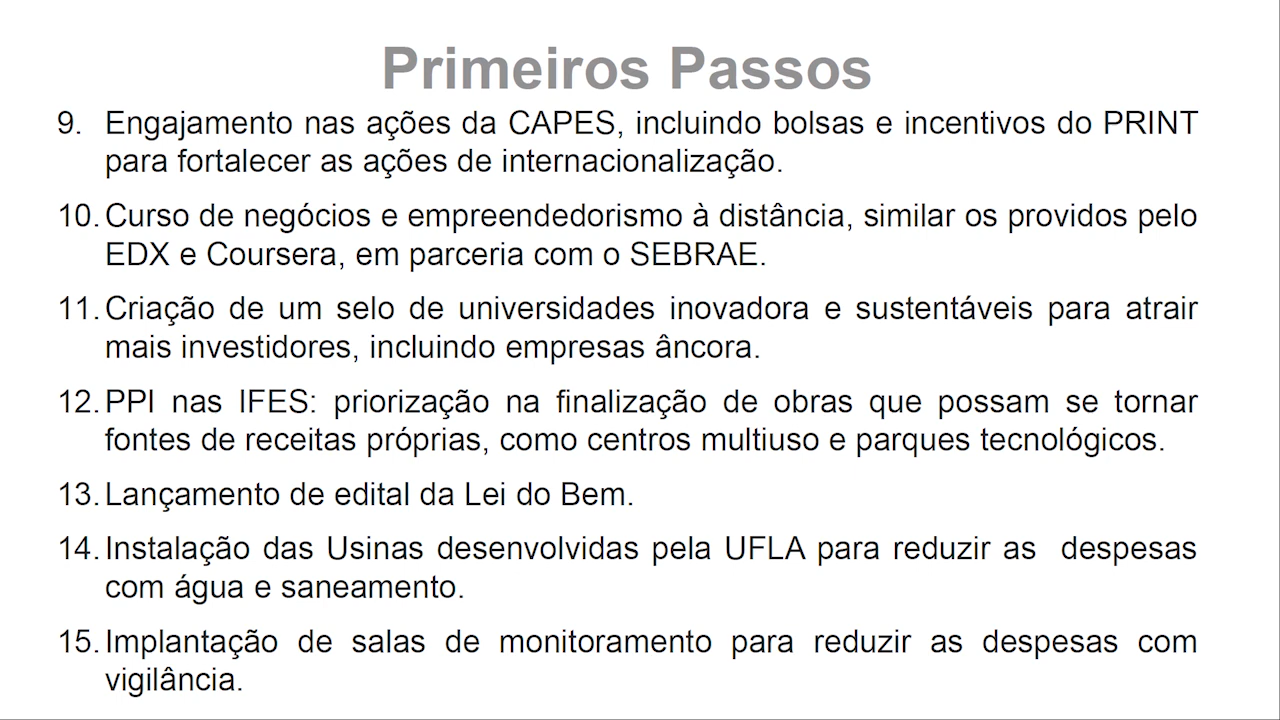 Primeiros Passos
9. Engajamento nas ações da CAPES, incluindo bolsas e incentivos do PRINT
para fortalecer as ações de internacionalização.
10. Curso de negócios e empreendedorismo à distância, similar os providos pelo
EDX e Coursera, em parceria com o SEBRAE.
11. Criação de um selo de universidades inovadora e sustentáveis para atrair
mais investidores, incluindo empresas âncora.
12. PPI nas IFES: priorização na finalização de obras que possam se tornar
fontes de receitas próprias, como centros multiuso e parques tecnológicos.
13. Lançamento de edital da Lei do Bem.
14. Instalação das Usinas desenvolvidas pela UFLA para reduzir as despesas
com água e saneamento.
15. Implantação de salas de monitoramento para reduzir as despesas com
vigilância.